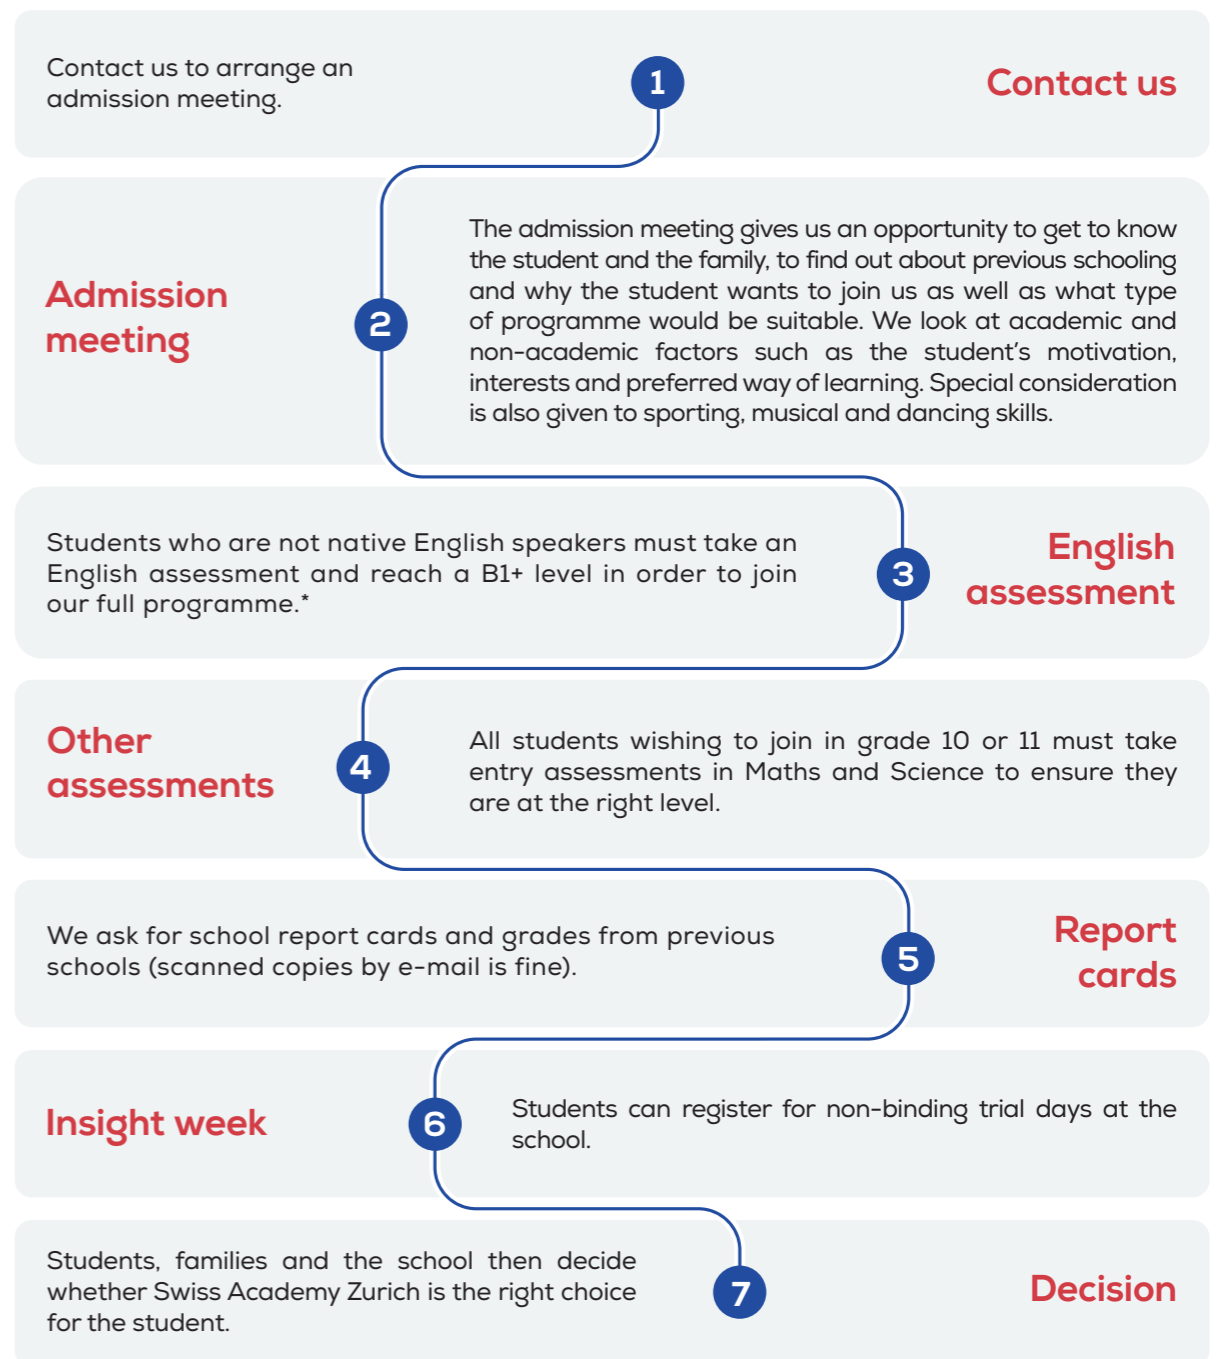 Contact us to arrange an
admission meeting.
1
Contact us
Admission
meeting
2
The admission meeting gives us an opportunity to get to know
the student and the family, to find out about previous schooling
and why the student wants to join us as well as what type
of programme would be suitable. We look at academic and
non-academic factors such as the student's motivation,
interests and preferred way of learning. Special consideration
is also given to sporting, musical and dancing skills.
Students who are not native English speakers must take an
English assessment and reach a B1+ level in order to join
our full programme.*
3
English
assessment
Other
assessments
4
All students wishing to join in grade 10 or 11 must take
entry assessments in Maths and Science to ensure they
are at the right level.
We ask for school report cards and grades from previous
schools (scanned copies by e-mail is fine).
5
Report
cards
Insight week
6
Students can register for non-binding trial days at the
school.
Students, families and the school then decide
whether Swiss Academy Zurich is the right choice
for the student.
7
Decision